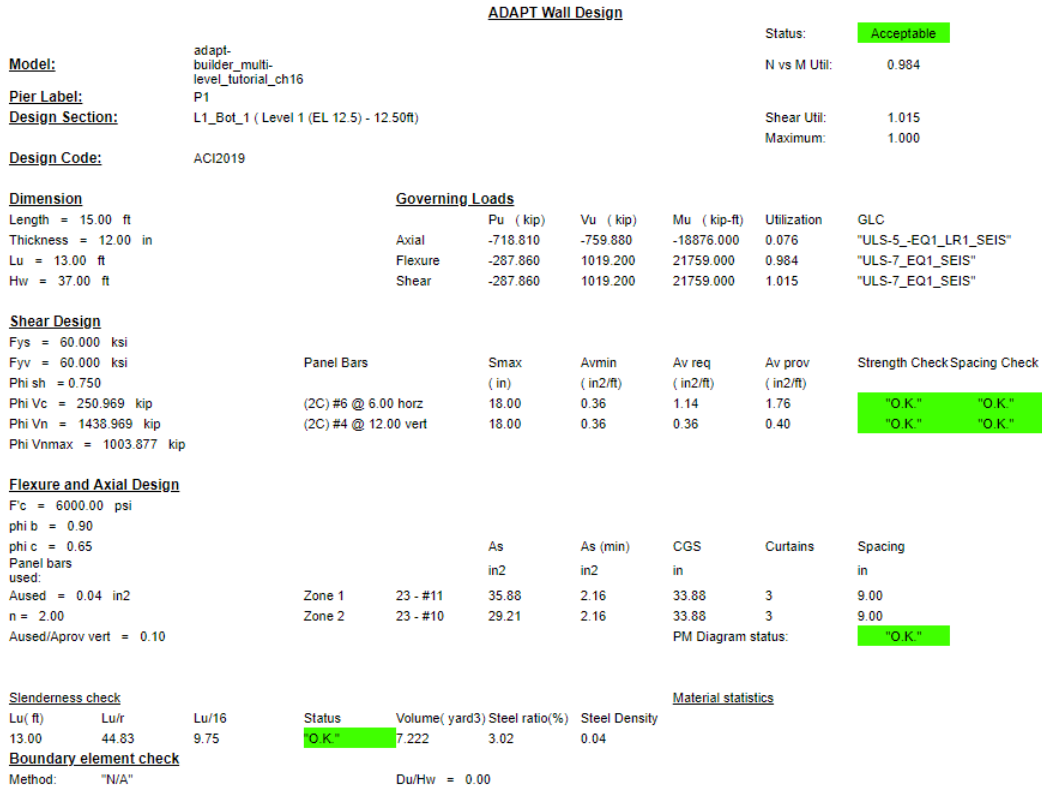 ADAPT Wall Design
Status: Acceptable
Model: adapt-
builder_multi-
level_tutorial_ch16
N vs M Util: 0.984
Pier Label: P1
Design Section: L1_Bot_1 ( Level 1 (EL 12.5) - 12.50ft) Shear Util: 1.015
Maximum: 1.000
Design Code: ACI2019
Dimension Governing Loads
Length = 15.00 ft Pu ( kip) Vu ( kip) Mu ( kip-ft) Utilization GLC
Thickness = 12.00 in Axial -718.810 -759.880 -18876.000 0.076 "ULS-5_-EQ1_LR1_SEIS"
Lu = 13.00 ft Flexure -287.860 1019.200 21759.000 0.984 "ULS-7_EQ1_SEIS"
Hw = 37.00 ft Shear -287.860 1019.200 21759.000 1.015 "ULS-7_EQ1_SEIS"
Shear Design
Fys = 60.000 ksi
Fyv = 60.000 ksi Panel Bars Smax Avmin Av req Av prov Strength Check Spacing Check
Phi sh = 0.750 ( in) ( in2/ft) ( in2/ft) ( in2/ft)
Phi Vc = 250.969 kip (2C) #6 @ 6.00 horz 18.00 0.36 1.14 1.76 "O.K." "O.K."
Phi Vn = 1438.969 kip (2C) #4 @ 12.00 vert 18.00 0.36 0.36 0.40 "O.K." "O.K."
Phi Vnmax = 1003.877 kip
Flexure and Axial Design
F'c = 6000.00 psi
phi b = 0.90
phi c = 0.65 As As (min) CGS Curtains Spacing
Panel bars
used: in2 in2 in in
Aused = 0.04 in2 Zone 1 23 - #11 35.88 2.16 33.88 3 9.00
n = 2.00 Zone 2 23 - #10 29.21 2.16 33.88 3 9.00
Aused/Aprov vert = 0.10 PM Diagram status: "O.K."
Slenderness check Material statistics
Lu( ft) Lu/r Lu/16 Status Volume( yard3) Steel ratio(%) Steel Density
13.00 44.83 9.75 "O.K." 7.222 3.02 0.04
Boundary element check
Method: "N/A" Du/Hw = 0.00